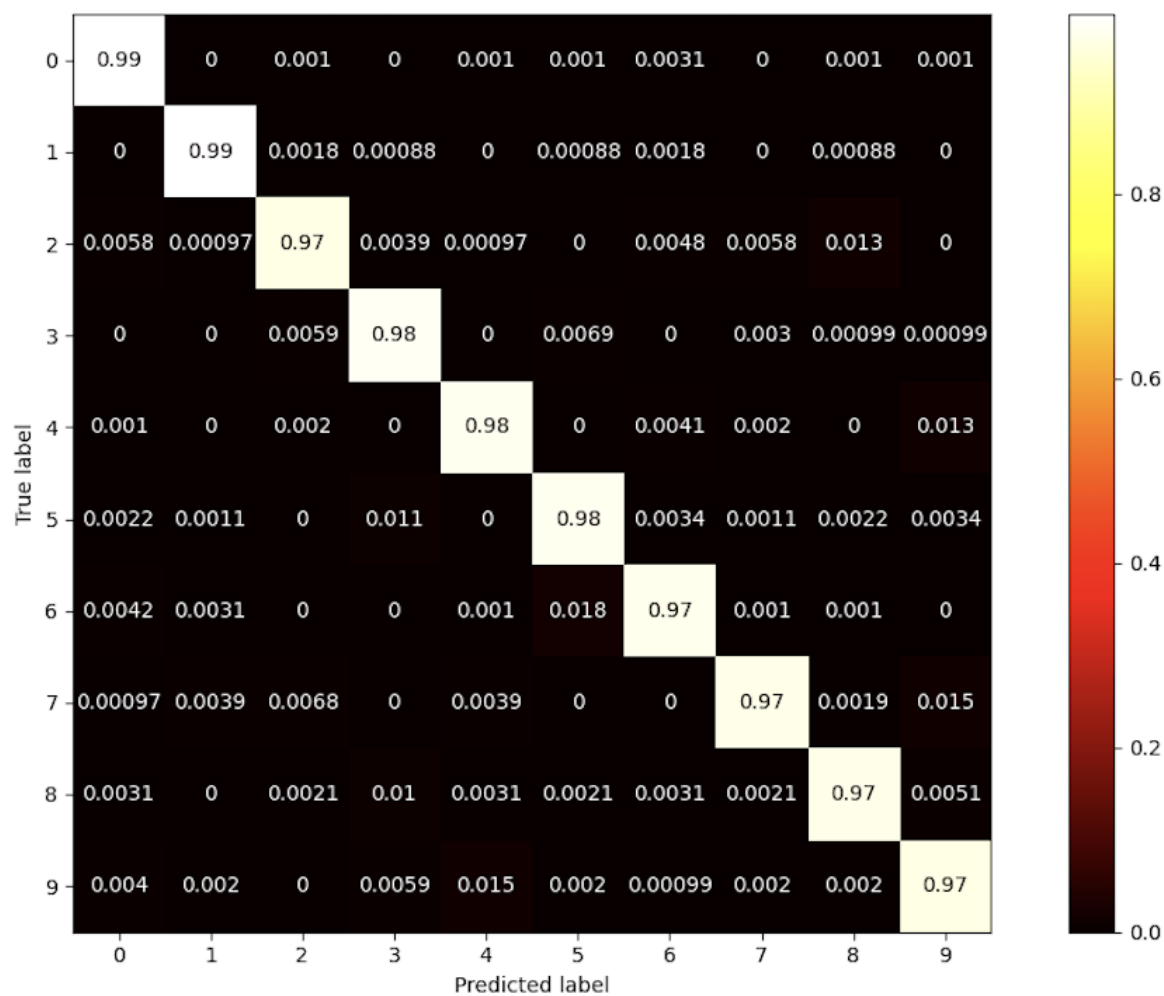 0 0.99 0 0.001 0 0.001 0.001 0.0031 0 0.001 0.001
1 0 0.99 0.0018 0.00088 0 0.00088 0.0018 0 0.00088 0
0.8
2 0.0058 0.00097 0.97 0.0039 0.00097 0 0.0048 0.0058 0.013 0
3 0 0 0.0059 0.98 0 0.0069 0 0.003 0.00099 0.00099
0.6
4 0.001 0 0.002 0 0.98 0 0.0041 0.002 0 0.013
True label
5 0.0022 0.0011 0 0.011 0 0.98 0.0034 0.0011 0.0022 0.0034
0.4
6 0.0042 0.0031 0 0 0.001 0.018 0.97 0.001 0.001 0
7 0.00097 0.0039 0.0068 0 0.0039 0 0 0.97 0.0019 0.015
0.2
8 0.0031 0 0.0021 0.01 0.0031 0.0021 0.0031 0.0021 0.97 0.0051
9 0.004 0.002 0 0.0059 0.015 0.002 0.00099 0.002 0.002 0.97
0.0
0 1 2 3 4 5 6 7 8 9
Predicted label